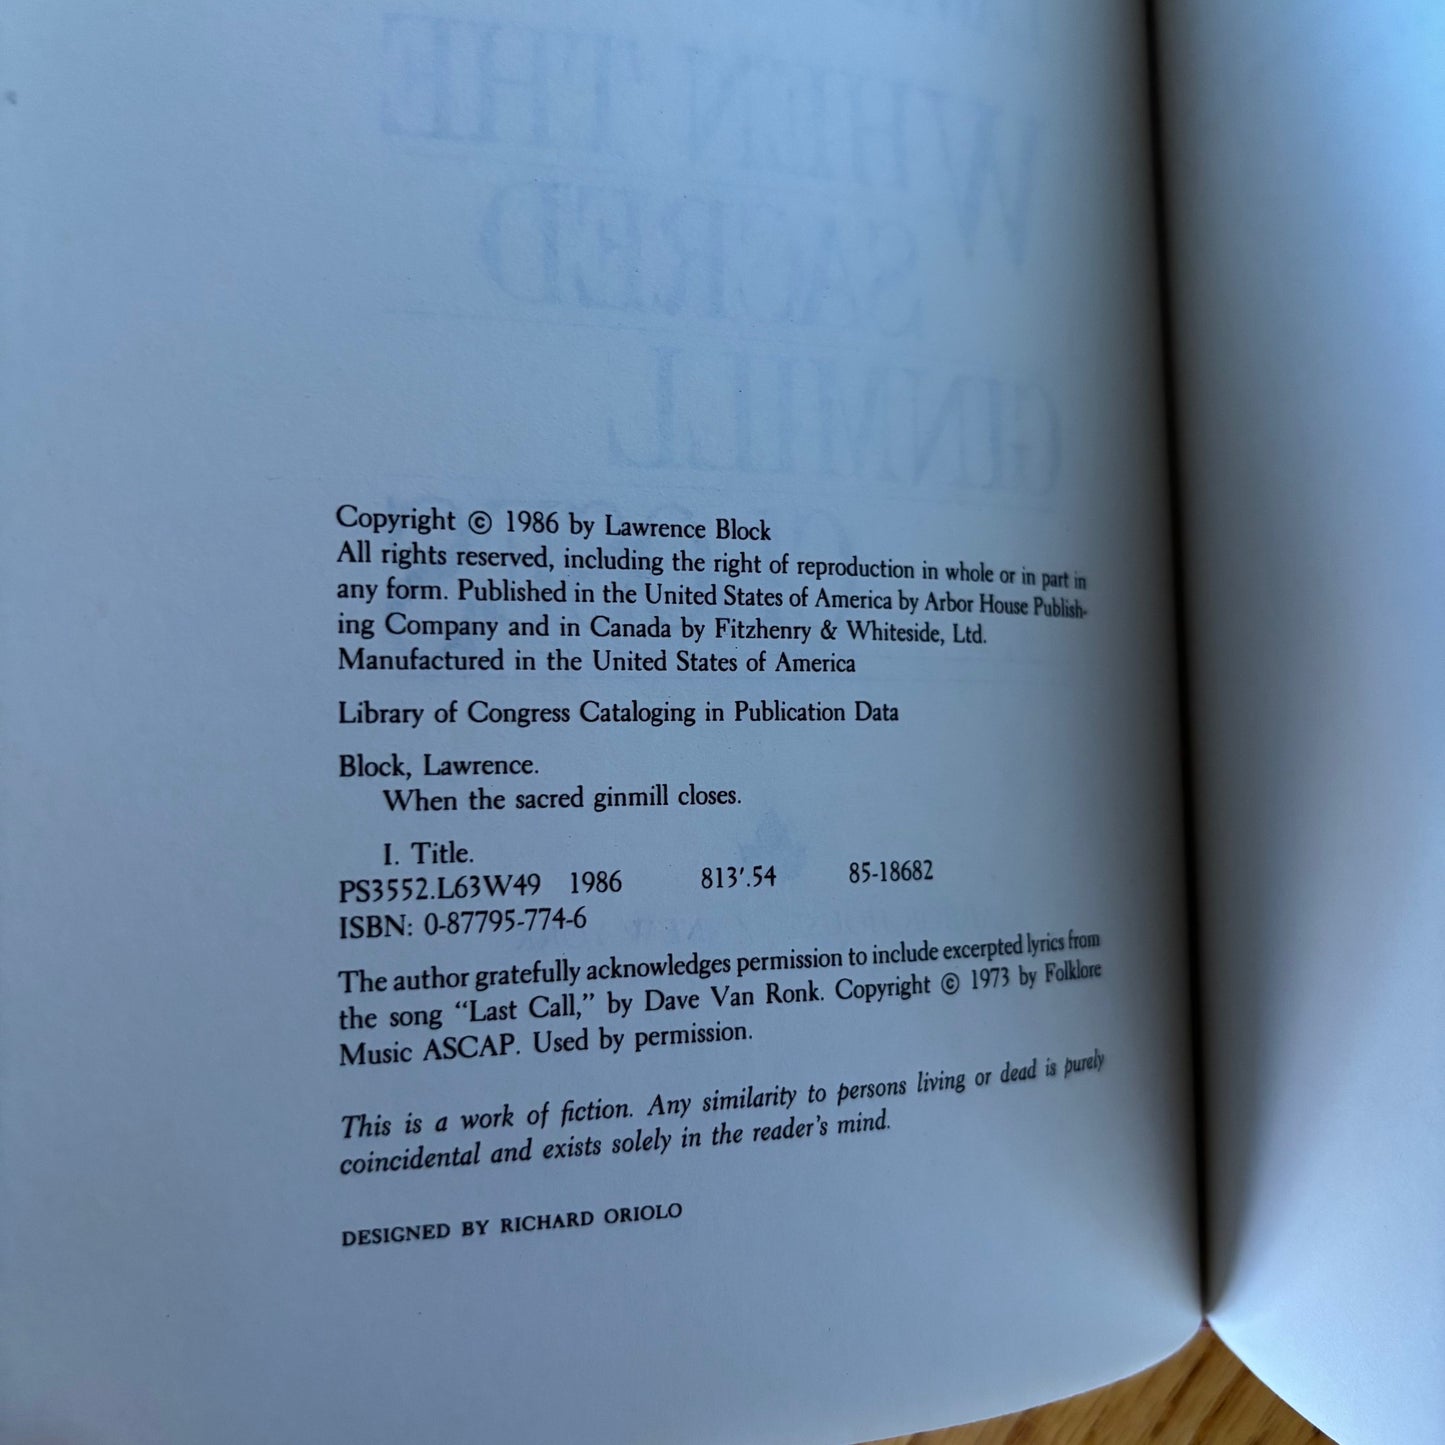 WHEN THE
SACRED
GINMILL
Copyright © 1986 by Lawrence Block
All rights reserved, including the right of reproduction in whole or in part in
any form. Published in the United States of America by Arbor House Publish-
ing Company and in Canada by Fitzhenry & Whiteside, Ltd.
Manufactured in the United States of America
Library of Congress Cataloging in Publication Data
Block, Lawrence.
When the sacred ginmill closes.
I. Title.
PS3552.L63W49 1986 813'.54 85-18682
ISBN: 0-87795-774-6
The author gratefully acknowledges permission to include excerpted lyrics from
the song “Last Call,” by Dave Van Ronk. Copyright © 1973 by Folklore
Music ASCAP. Used by permission.
This is a work of fiction. Any similarity to persons living or dead is purely
coincidental and exists solely in the reader's mind.
DESIGNED BY RICHARD ORIOLO